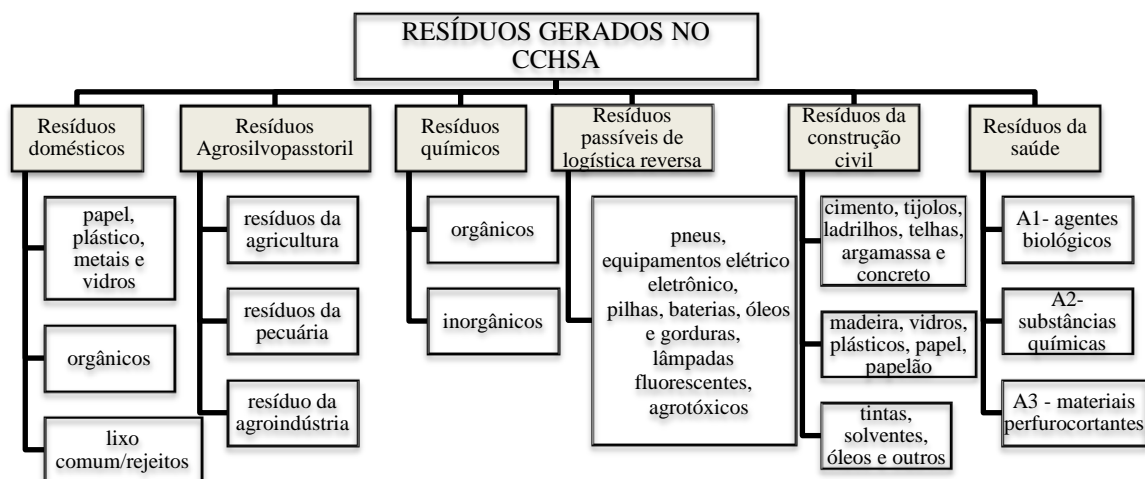 RESÍDUOS GERADOS NO
CCHSA
Resíduos
domésticos
papel,
plástico,
metais e
vidros
orgânicos
lixo
comum/rejeitos
Resíduos
Agrosilvopasstoril
resíduos da
agricultura
resíduos da
pecuária
resíduo da
agroindústria
Resíduos
químicos
orgânicos
inorgânicos
Resíduos
passíveis de
logística reversa
pneus,
equipamentos elétrico
eletrônico,
pilhas, baterias, óleos
e gorduras,
lâmpadas
fluorescentes,
agrotóxicos
Resíduos da
construção
civil
cimento, tijolos,
ladrilhos, telhas,
argamassa e
concreto
madeira, vidros,
plásticos, papel,
papelão
tintas,
solventes,
óleos e outros
Resíduos da
saúde
A1- agentes
biológicos
A2-
substâncias
químicas
A3 - materiais
perfurocortantes